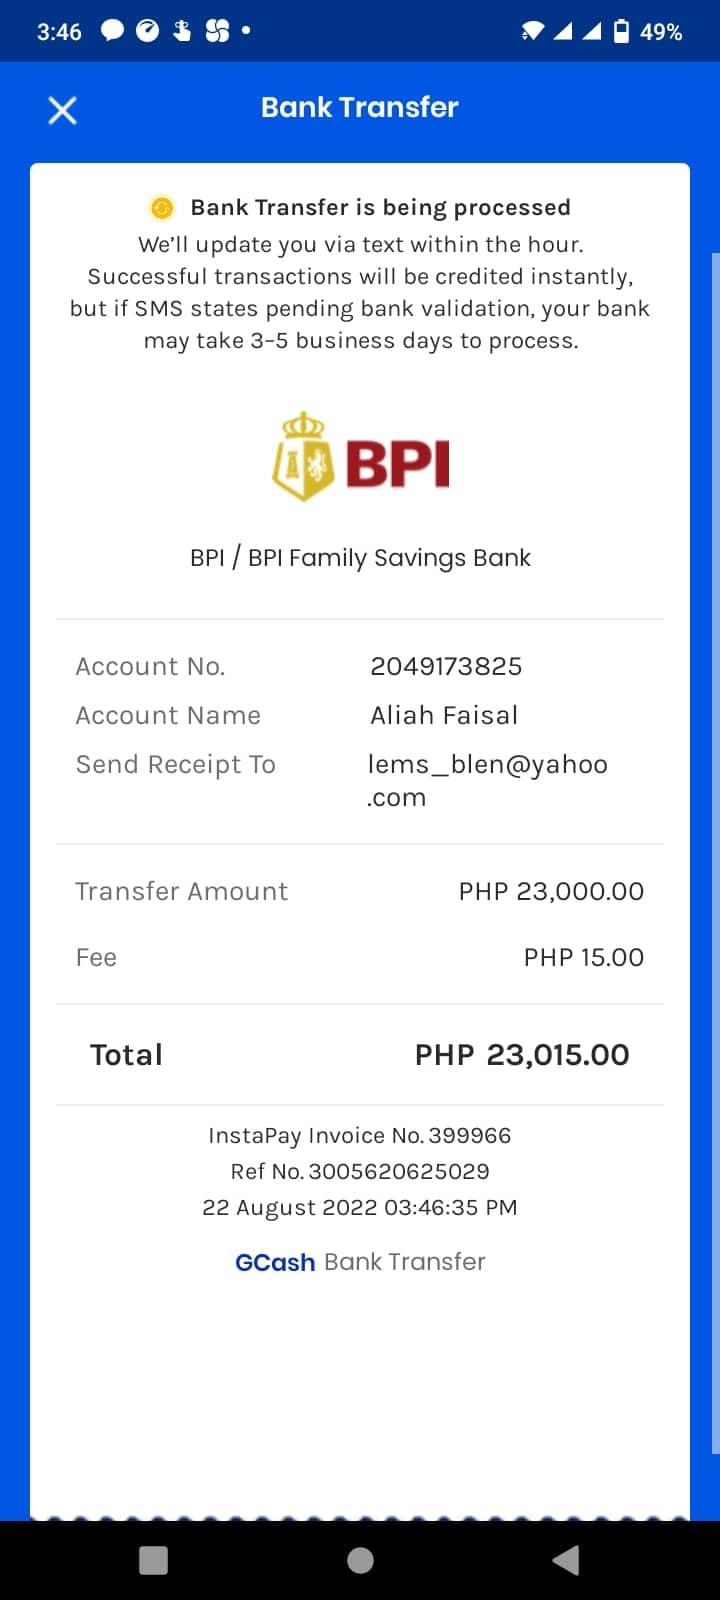 3:46
49%
Bank Transfer
Bank Transfer is being processed
We'll update you via text within the hour.
Successful transactions will be credited instantly,
but if SMS states pending bank validation, your bank
may take 3-5 business days to process.
BPI
BPI / BPI Family Savings Bank
Account No. 2049173825
Account Name Aliah Faisal
Send Receipt To lems_blen@yahoo
.com
Transfer Amount PHP 23,000.00
Fee PHP 15.00
Total PHP 23,015.00
InstaPay Invoice No. 399966
Ref No. 3005620625029
22 August 2022 03:46:35 PM
GCash Bank Transfer